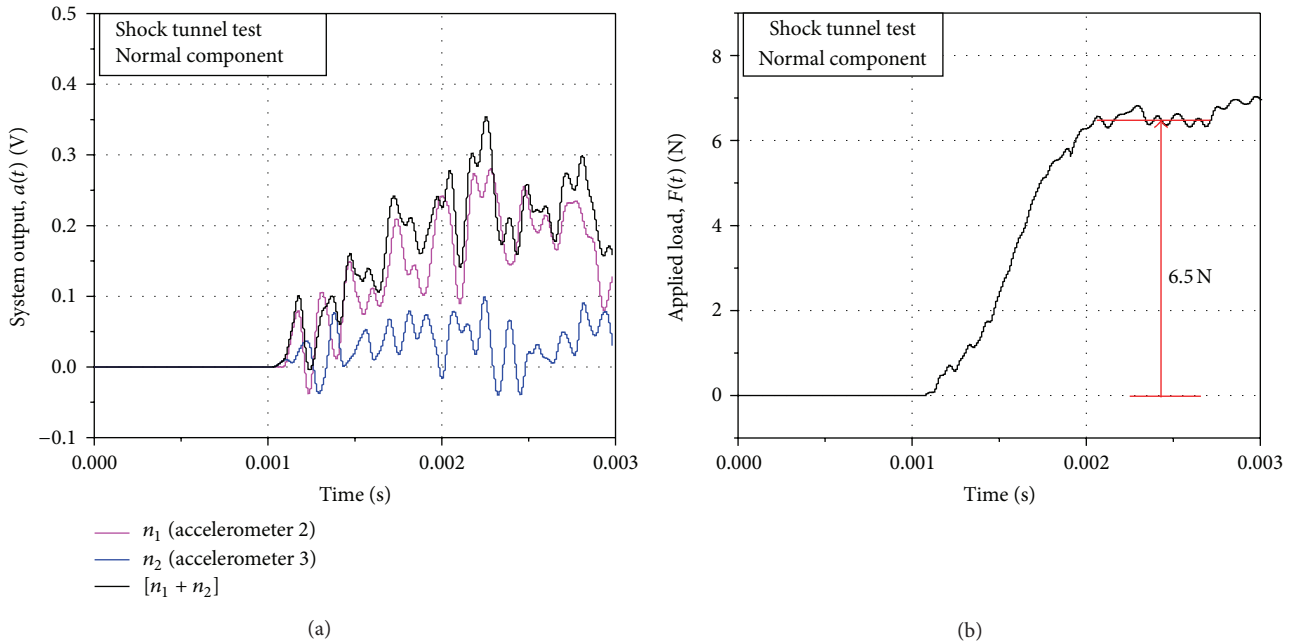 Shock tunnel test
Normal component
0.5
0.4
0.3
0.2
0.1
0.0
−0.1
System output, a(t) (V)
0.000
0.001
0.002
0.003
Time (s)
n1 (accelerometer 2)
n2 (accelerometer 3)
[n1 + n2]
(a)
Shock tunnel test
Normal component
8
6
4
2
0
Applied load, F(t) (N)
6.5 N
0.000
0.001
0.002
0.003
Time (s)
(b)